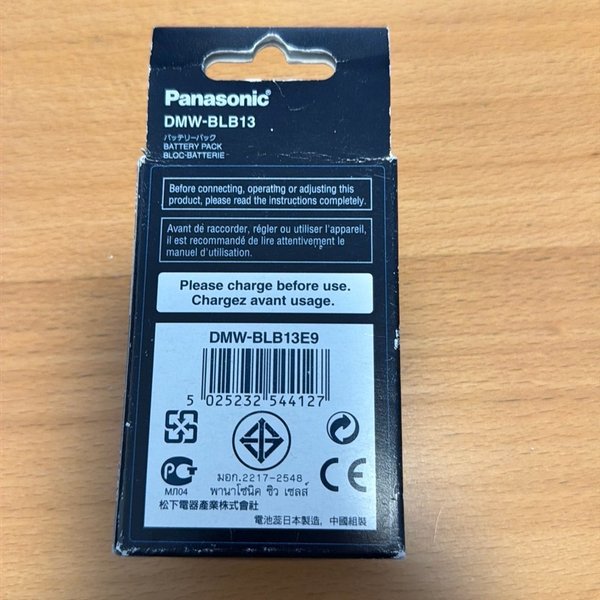 Panasonic®
DMW-BLB13
バッテリーパック
BATTERY PACK
BLOC-BATTERIE
Before connecting, operating or adjusting this
product, please read the instructions completely.
Avant de raccorder, régler ou utiliser l'appareil,
il est recommandé de lire attentivement le
manuel d'utilisation.
Please charge before use.
Chargez avant usage.
DMW-BLB13E9
5 025232 544127
มอก.2217-2548
พานาโซนิค ซิว เซลส์
МЛ04
CE
松下電器產業株式會社
電池蕊日本製造，中國組裝